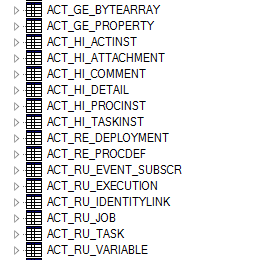 ACT_GE_BYTEARRAY
ACT_GE_PROPERTY
ACT_HI_ACTINST
ACT_HI_ATTACHMENT
ACT_HI_COMMENT
ACT_HI_DETAIL
ACT_HI_PROCINST
ACT_HI_TASKINST
ACT_RE_DEPLOYMENT
ACT_RE_PROCDEF
ACT_RU_EVENT_SUBSCR
ACT_RU_EXECUTION
ACT_RU_IDENTITYLINK
ACT_RU_JOB
ACT_RU_TASK
ACT_RU_VARIABLE